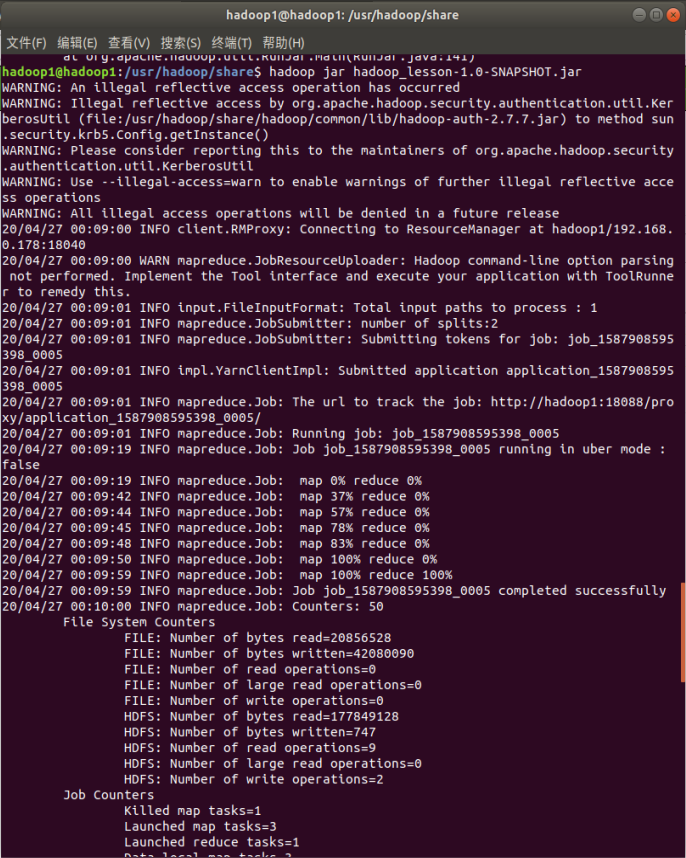 hadoop1@hadoop1: /usr/hadoop/share
文件(F) 编辑(E) 查看(V) 搜索(S) 终端(T) 帮助(H)
at org.apache.hadoop.util.RunJar.main(RunJar.java:141)
hadoop1@hadoop1:/usr/hadoop/share$ hadoop jar hadoop_lesson-1.0-SNAPSHOT.jar
WARNING: An illegal reflective access operation has occurred
WARNING: Illegal reflective access by org.apache.hadoop.security.authentication.util.Ker
berosUtil (file:/usr/hadoop/share/hadoop/common/lib/hadoop-auth-2.7.7.jar) to method sun
.security.krb5.Config.getInstance()
WARNING: Please consider reporting this to the maintainers of org.apache.hadoop.security
.authentication.util.KerberosUtil
WARNING: Use --illegal-access=warn to enable warnings of further illegal reflective acce
ss operations
WARNING: All illegal access operations will be denied in a future release
20/04/27 00:09:00 INFO client.RMProxy: Connecting to ResourceManager at hadoop1/192.168.
0.178:18040
20/04/27 00:09:00 WARN mapreduce.JobResourceUploader: Hadoop command-line option parsing
 not performed. Implement the Tool interface and execute your application with ToolRunne
r to remedy this.
20/04/27 00:09:01 INFO input.FileInputFormat: Total input paths to process : 1
20/04/27 00:09:01 INFO mapreduce.JobSubmitter: number of splits:2
20/04/27 00:09:01 INFO mapreduce.JobSubmitter: Submitting tokens for job: job_1587908595
398_0005
20/04/27 00:09:01 INFO impl.YarnClientImpl: Submitted application application_1587908595
398_0005
20/04/27 00:09:01 INFO mapreduce.Job: The url to track the job: http://hadoop1:18088/pro
xy/application_1587908595398_0005/
20/04/27 00:09:01 INFO mapreduce.Job: Running job: job_1587908595398_0005
20/04/27 00:09:19 INFO mapreduce.Job: Job job_1587908595398_0005 running in uber mode :
false
20/04/27 00:09:19 INFO mapreduce.Job:  map 0% reduce 0%
20/04/27 00:09:42 INFO mapreduce.Job:  map 37% reduce 0%
20/04/27 00:09:44 INFO mapreduce.Job:  map 57% reduce 0%
20/04/27 00:09:45 INFO mapreduce.Job:  map 78% reduce 0%
20/04/27 00:09:48 INFO mapreduce.Job:  map 83% reduce 0%
20/04/27 00:09:50 INFO mapreduce.Job:  map 100% reduce 0%
20/04/27 00:09:59 INFO mapreduce.Job:  map 100% reduce 100%
20/04/27 00:09:59 INFO mapreduce.Job: Job job_1587908595398_0005 completed successfully
20/04/27 00:10:00 INFO mapreduce.Job: Counters: 50
File System Counters
FILE: Number of bytes read=20856528
FILE: Number of bytes written=42080090
FILE: Number of read operations=0
FILE: Number of large read operations=0
FILE: Number of write operations=0
HDFS: Number of bytes read=177849128
HDFS: Number of bytes written=747
HDFS: Number of read operations=9
HDFS: Number of large read operations=0
HDFS: Number of write operations=2
Job Counters
Killed map tasks=1
Launched map tasks=3
Launched reduce tasks=1
Data-local map tasks=3